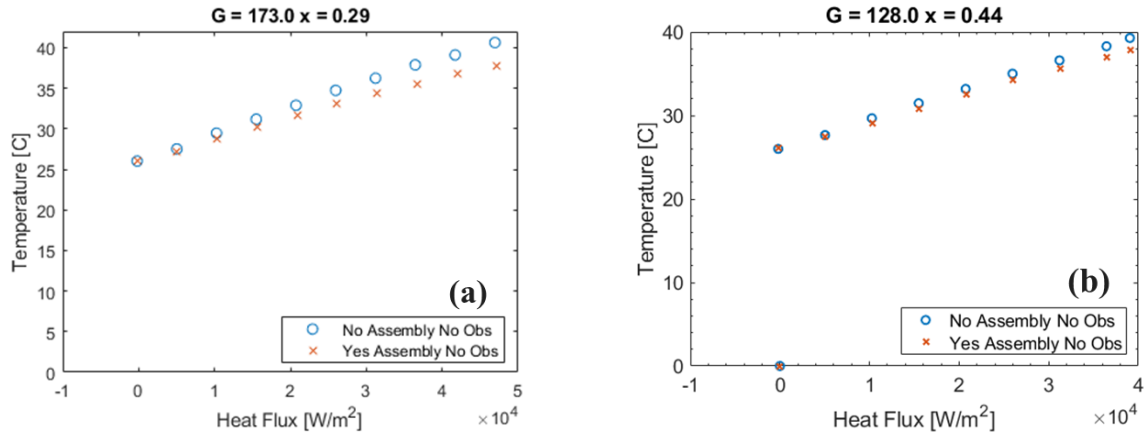 G = 173.0 x = 0.29
40
35
30
25
20
15
10
5
0
Temperature [C]
(a)
No Assembly No Obs
Yes Assembly No Obs
-1 0 1 2 3 4 5
Heat Flux [W/m²] ×10⁴
G = 128.0 x = 0.44
40
30
20
10
0
Temperature [C]
(b)
No Assembly No Obs
Yes Assembly No Obs
-1 0 1 2 3 4
Heat Flux [W/m²] ×10⁴